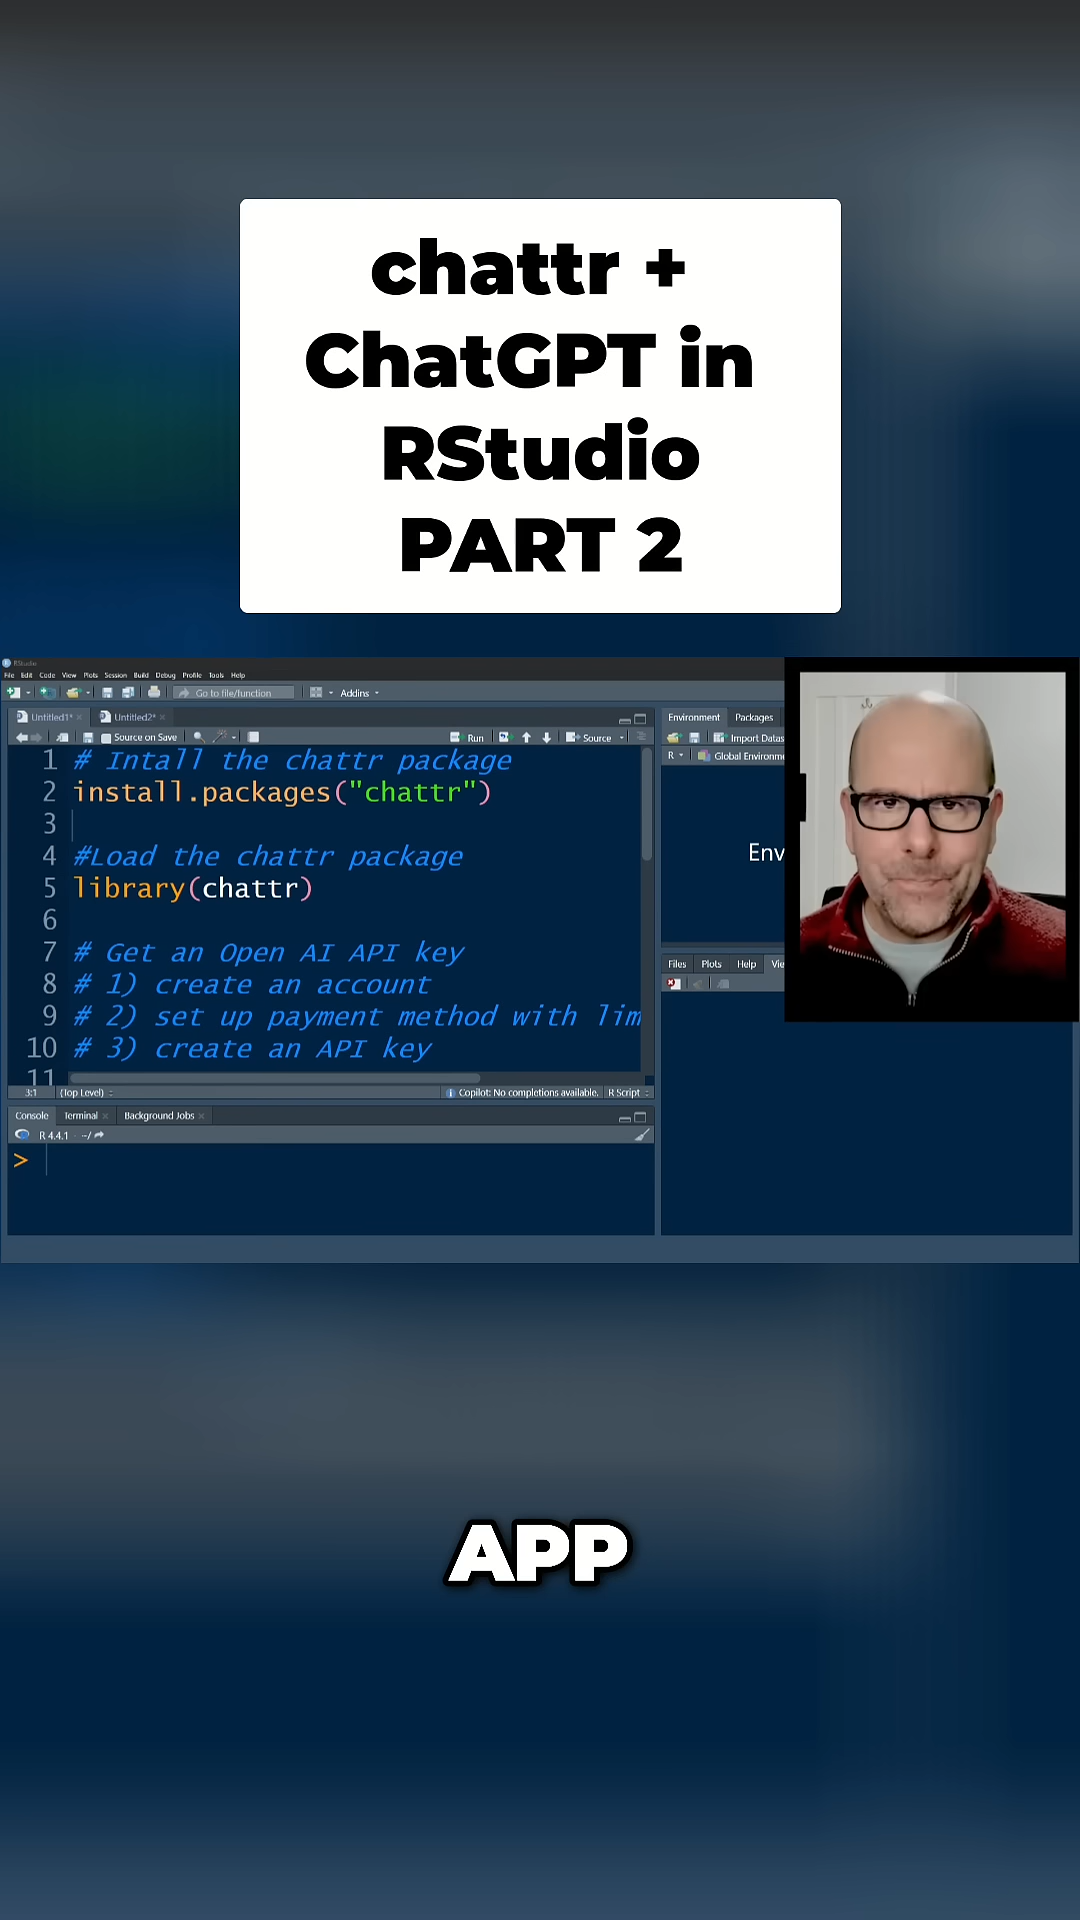 chattr +
ChatGPT in
RStudio
PART 2
RStudio
File Edit Code View Plots Session Build Debug Profile Tools Help
Go to file/function Addins
Untitled1* Untitled2*
Source on Save Run Source
1 # Intall the chattr package
2 install.packages("chattr")
3
4 #Load the chattr package
5 library(chattr)
6
7 # Get an Open AI API key
8 # 1) create an account
9 # 2) set up payment method with lim
10 # 3) create an API key
11
3:1 (Top Level) Copilot: No completions available. R Script
Console Terminal Background Jobs
R 4.4.1 · ~/
>
Environment Packages
Import Datas
R Global Environme
Env
Files Plots Help Vie
APP